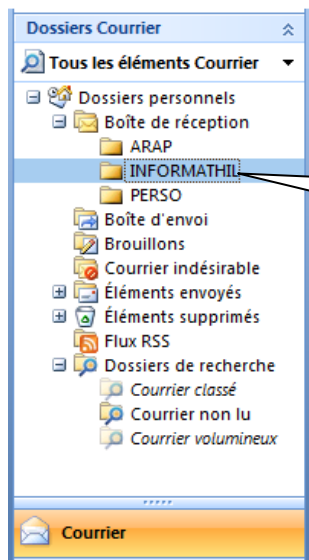 Dossiers Courrier
Tous les éléments Courrier
Dossiers personnels
Boîte de réception
ARAP
INFORMATHIL
PERSO
Boîte d'envoi
Brouillons
Courrier indésirable
Éléments envoyés
Éléments supprimés
Flux RSS
Dossiers de recherche
Courrier classé
Courrier non lu
Courrier volumineux
Courrier